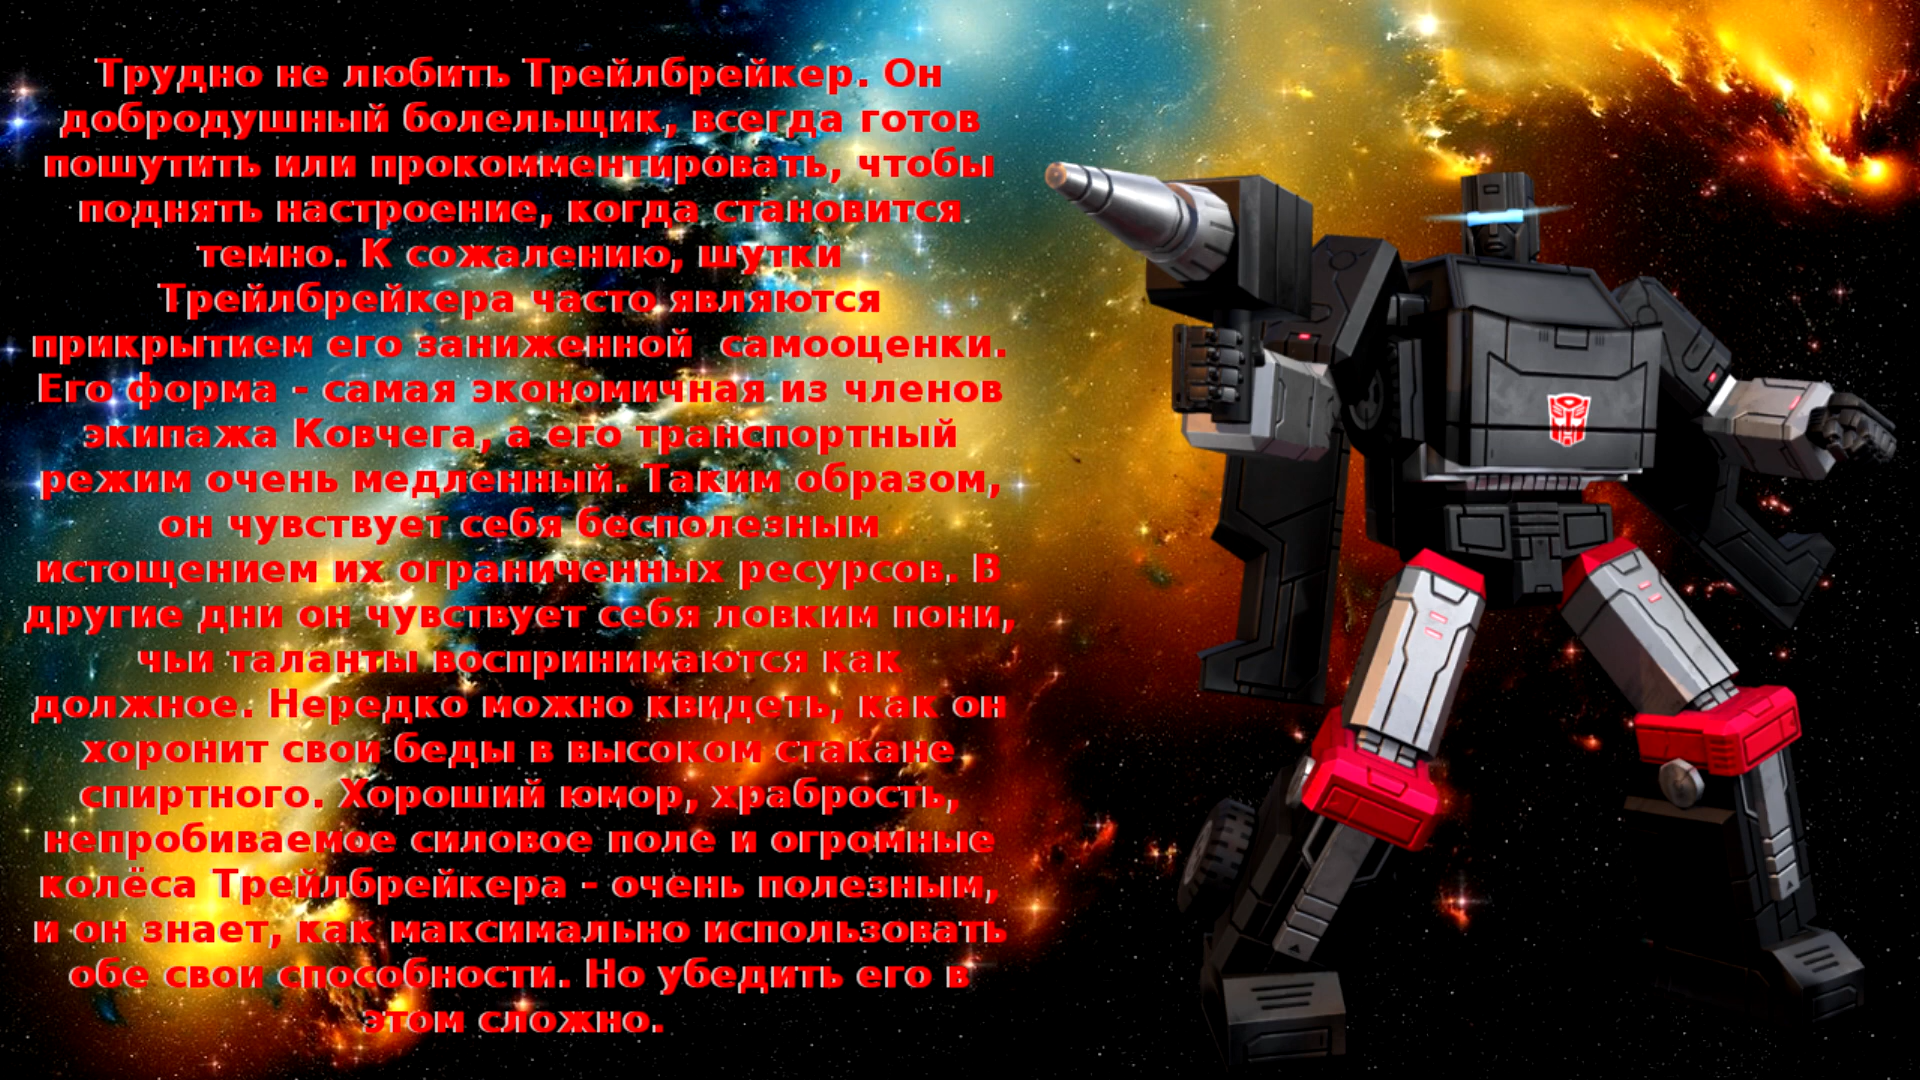 Трудно не любить Трейлбрейкер. Он
добродушный болельщик, всегда готов
пошутить или прокомментировать, чтобы
поднять настроение, когда становится
темно. К сожалению, шутки
Трейлбрейкера часто являются
прикрытием его заниженной  самооценки.
Его форма - самая экономичная из членов
экипажа Ковчега, а его транспортный
режим очень медленный. Таким образом,
он чувствует себя бесполезным
истощением их ограниченных ресурсов. В
другие дни он чувствует себя ловким пони,
чьи таланты воспринимаются как
должное. Нередко можно квидеть, как он
хоронит свои беды в высоком стакане
спиртного. Хороший юмор, храбрость,
непробиваемое силовое поле и огромные
колёса Трейлбрейкера - очень полезным,
и он знает, как максимально использовать
обе свои способности. Но убедить его в
этом сложно.